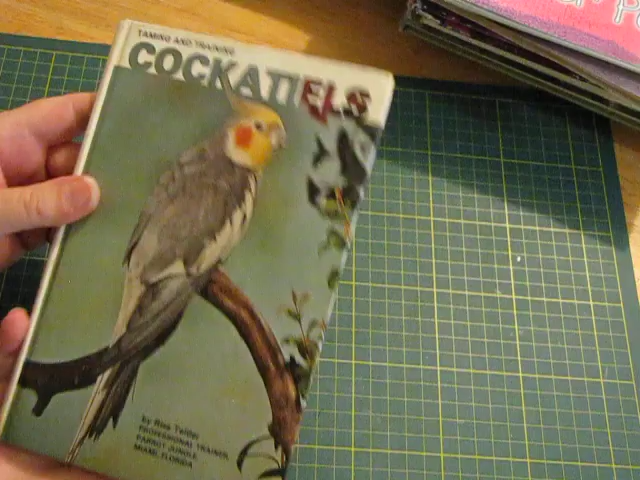 TAMING AND TRAINING
COCKATIELS
by Risa Teitler
PROFESSIONAL TRAINER,
PARROT JUNGLE,
MIAMI, FLORIDA